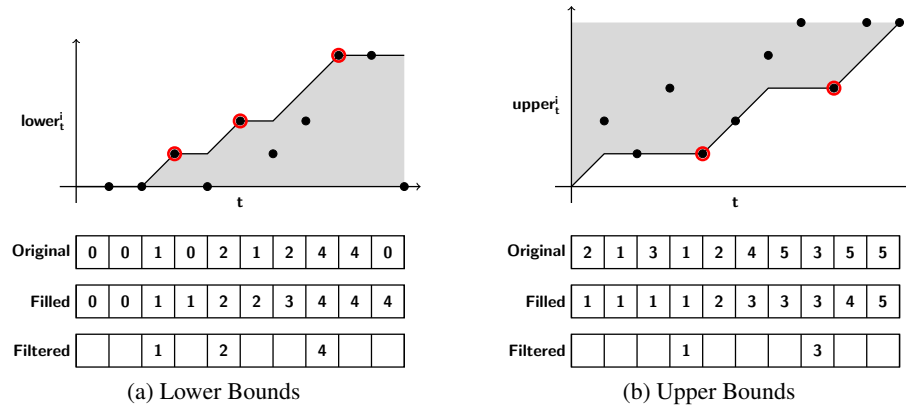 lower^i_t
t
Original 0 0 1 0 2 1 2 4 4 0
Filled 0 0 1 1 2 2 3 4 4 4
Filtered 1 2 4
(a) Lower Bounds
upper^i_t
t
Original 2 1 3 1 2 4 5 3 5 5
Filled 1 1 1 1 2 3 3 3 4 5
Filtered 1 3
(b) Upper Bounds